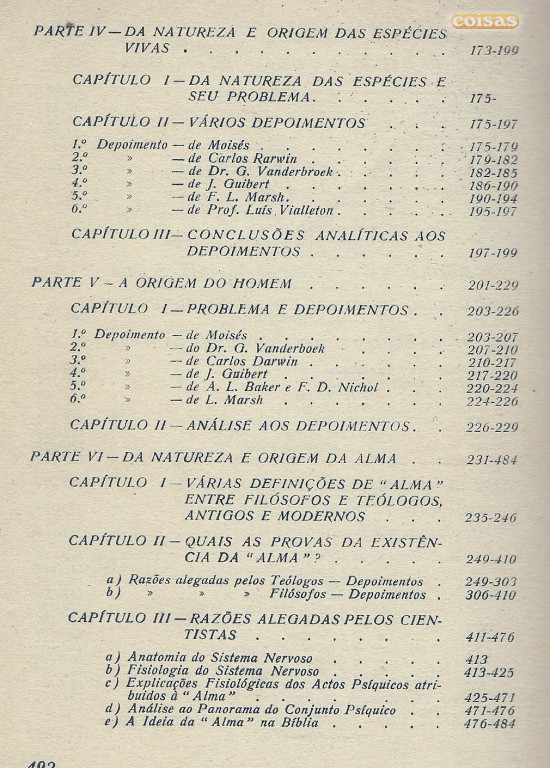 coisas
PARTE IV — DA NATUREZA E ORIGEM DAS ESPÉCIES
VIVAS . . . . . . . . 173-199
CAPÍTULO I — DA NATUREZA DAS ESPÉCIES E
SEU PROBLEMA. . . . . . 175-
CAPÍTULO II — VÁRIOS DEPOIMENTOS . . . 175-197
1.º Depoimento — de Moisés . . . . . 175-179
2.º » — de Carlos Rarwin . . . . 179-182
3.º » — de Dr. G. Vanderbroek . . . . 182-185
4.º » — de J. Guibert . . . . . 186-190
5.º » — de F. L. Marsh. . . . . 190-194
6.º » — de Prof. Luis Vialleton . . . . 195-197
CAPÍTULO III — CONCLUSÕES ANALÍTICAS AOS
DEPOIMENTOS . . . . . 197-199
PARTE V — A ORIGEM DO HOMEM . . . . . 201-229
CAPÍTULO I — PROBLEMA E DEPOIMENTOS . . 203-226
1.º Depoimento — de Moisés . . . . . 203-207
2.º » — do Dr. G. Vanderboek . . . 207-210
3.º » — de Carlos Darwin . . . . 210-217
4.º » — de J. Guibert . . . . . 217-220
5.º » — de A. L. Baker e F. D. Nichol . . . 220-224
6.º » — de L. Marsh . . . . . 224-226
CAPÍTULO II — ANÁLISE AOS DEPOIMENTOS. . 226-229
PARTE VI — DA NATUREZA E ORIGEM DA ALMA . . 231-484
CAPÍTULO I — VÁRIAS DEFINIÇÕES DE “ALMA”
ENTRE FILÓSOFOS E TEÓLOGOS,
ANTIGOS E MODERNOS . . . 235-246
CAPÍTULO II — QUAIS AS PROVAS DA EXISTÊN-
CIA DA “ALMA”? . . . . . 249-410
a) Razões alegadas pelos Teólogos — Depoimentos . 249-303
b) » » » Filósofos — Depoimentos . 306-410
CAPÍTULO III — RAZÕES ALEGADAS PELOS CIEN-
TISTAS . . . . . . . 411-476
a) Anatomia do Sistema Nervoso . . . . 413
b) Fisiologia do Sistema Nervoso . . . . 413-425
c) Explicações Fisiológicas dos Actos Psíquicos atri-
buidos à “Alma” . . . . . . 425-471
d) Análise ao Panorama do Conjunto Psíquico . . 471-476
e) A Ideia da “Alma” na Bíblia . . . . 476-484